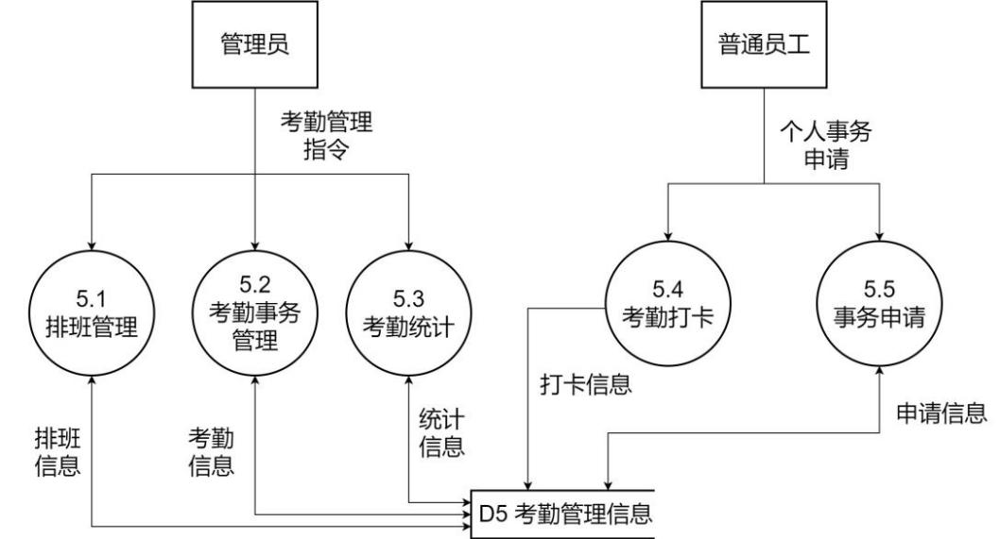 管理员
普通员工
考勤管理
指令
个人事务
申请
5.1
排班管理
5.2
考勤事务
管理
5.3
考勤统计
5.4
考勤打卡
5.5
事务申请
排班
信息
考勤
信息
统计
信息
打卡信息
申请信息
D5 考勤管理信息